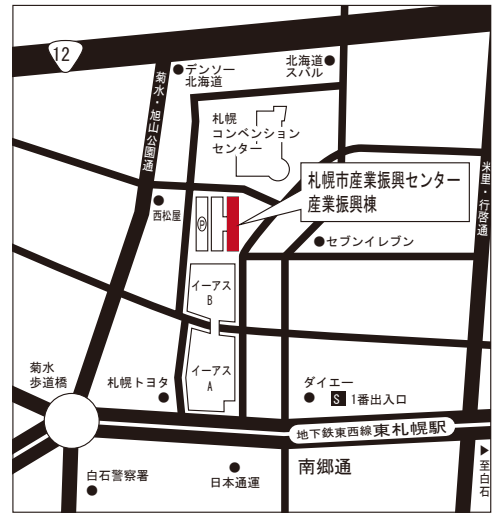 12
デンソー
北海道
北海道
スバル
菊水・旭山公園通
札幌
コンベンション
センター
米里・行啓通
札幌市産業振興センター
産業振興棟
西松屋
P
セブンイレブン
イーアス
B
菊水
歩道橋
札幌トヨタ
イーアス
A
ダイエー
S 1番出入口
地下鉄東西線 東札幌駅
南郷通
白石警察署
日本通運
▶至白石